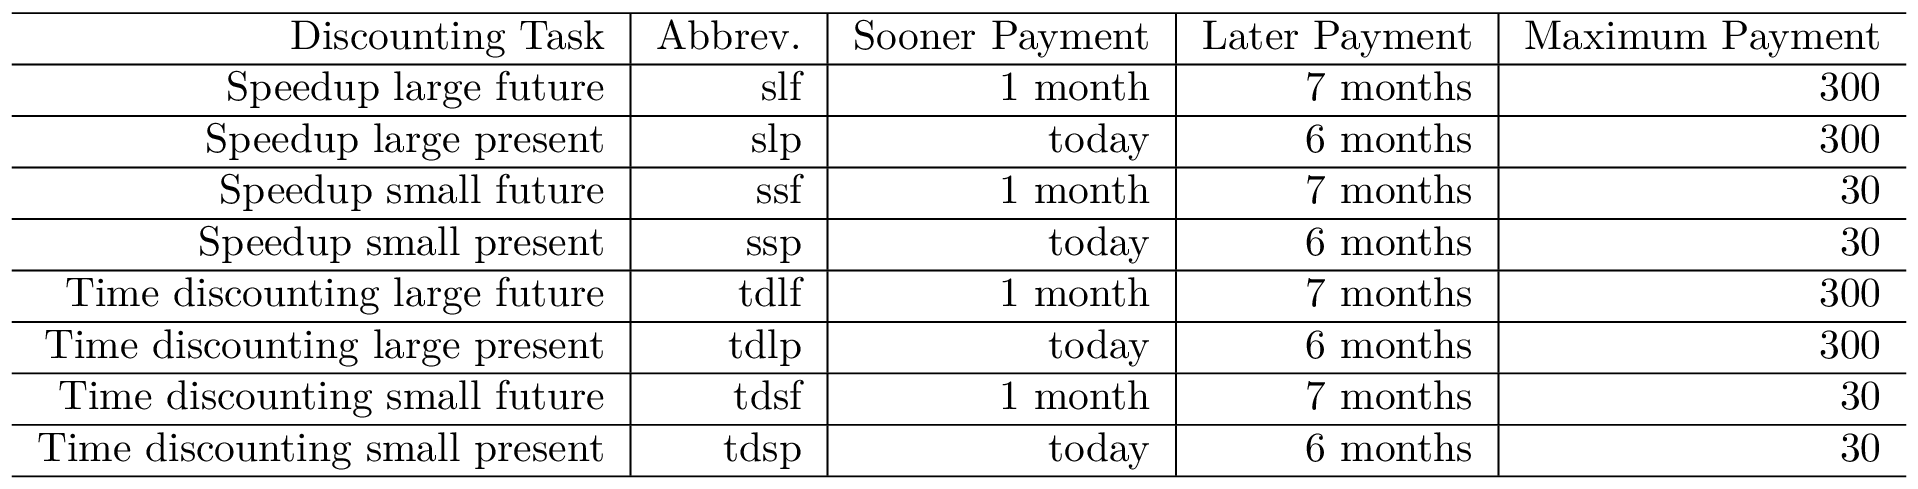 Discounting Task Abbrev. Sooner Payment Later Payment Maximum Payment
Speedup large future slf 1 month 7 months 300
Speedup large present slp today 6 months 300
Speedup small future ssf 1 month 7 months 30
Speedup small present ssp today 6 months 30
Time discounting large future tdlf 1 month 7 months 300
Time discounting large present tdlp today 6 months 300
Time discounting small future tdsf 1 month 7 months 30
Time discounting small present tdsp today 6 months 30